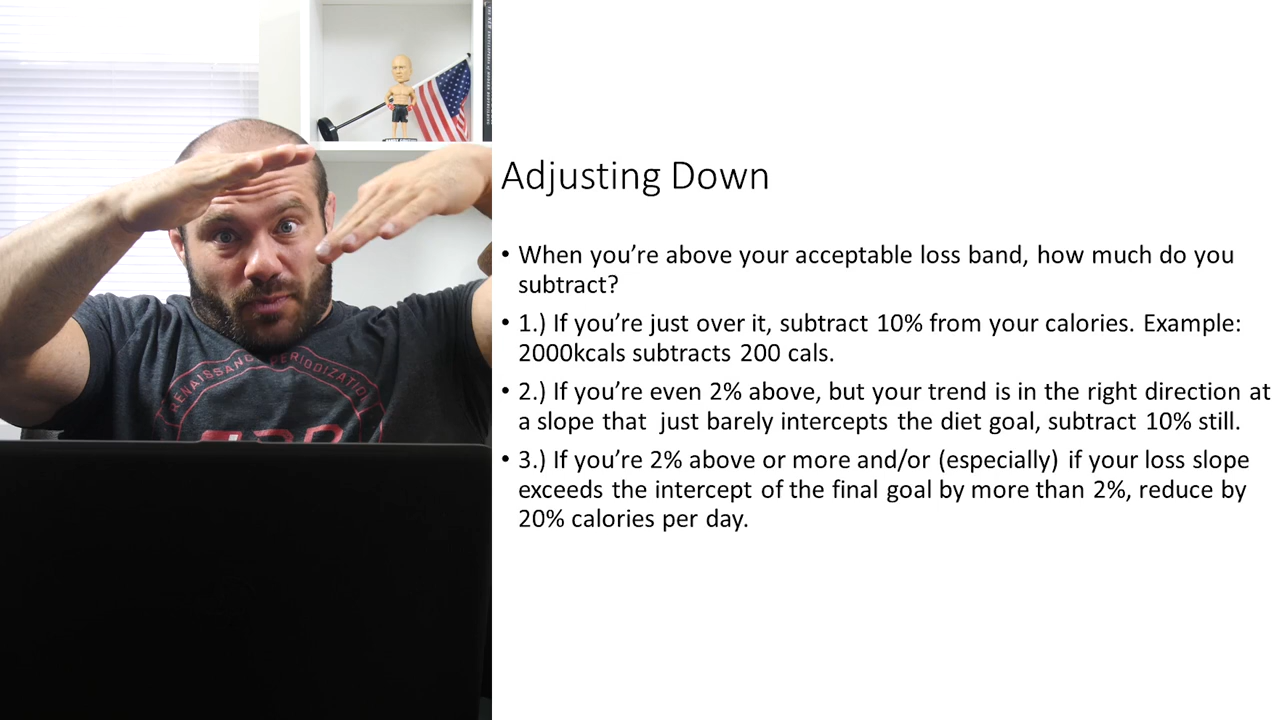 Adjusting Down
• When you’re above your acceptable loss band, how much do you
subtract?
• 1.) If you’re just over it, subtract 10% from your calories. Example:
2000kcals subtracts 200 cals.
• 2.) If you’re even 2% above, but your trend is in the right direction at
a slope that  just barely intercepts the diet goal, subtract 10% still.
• 3.) If you’re 2% above or more and/or (especially) if your loss slope
exceeds the intercept of the final goal by more than 2%, reduce by
20% calories per day.
RENAISSANCE PERIODIZATION